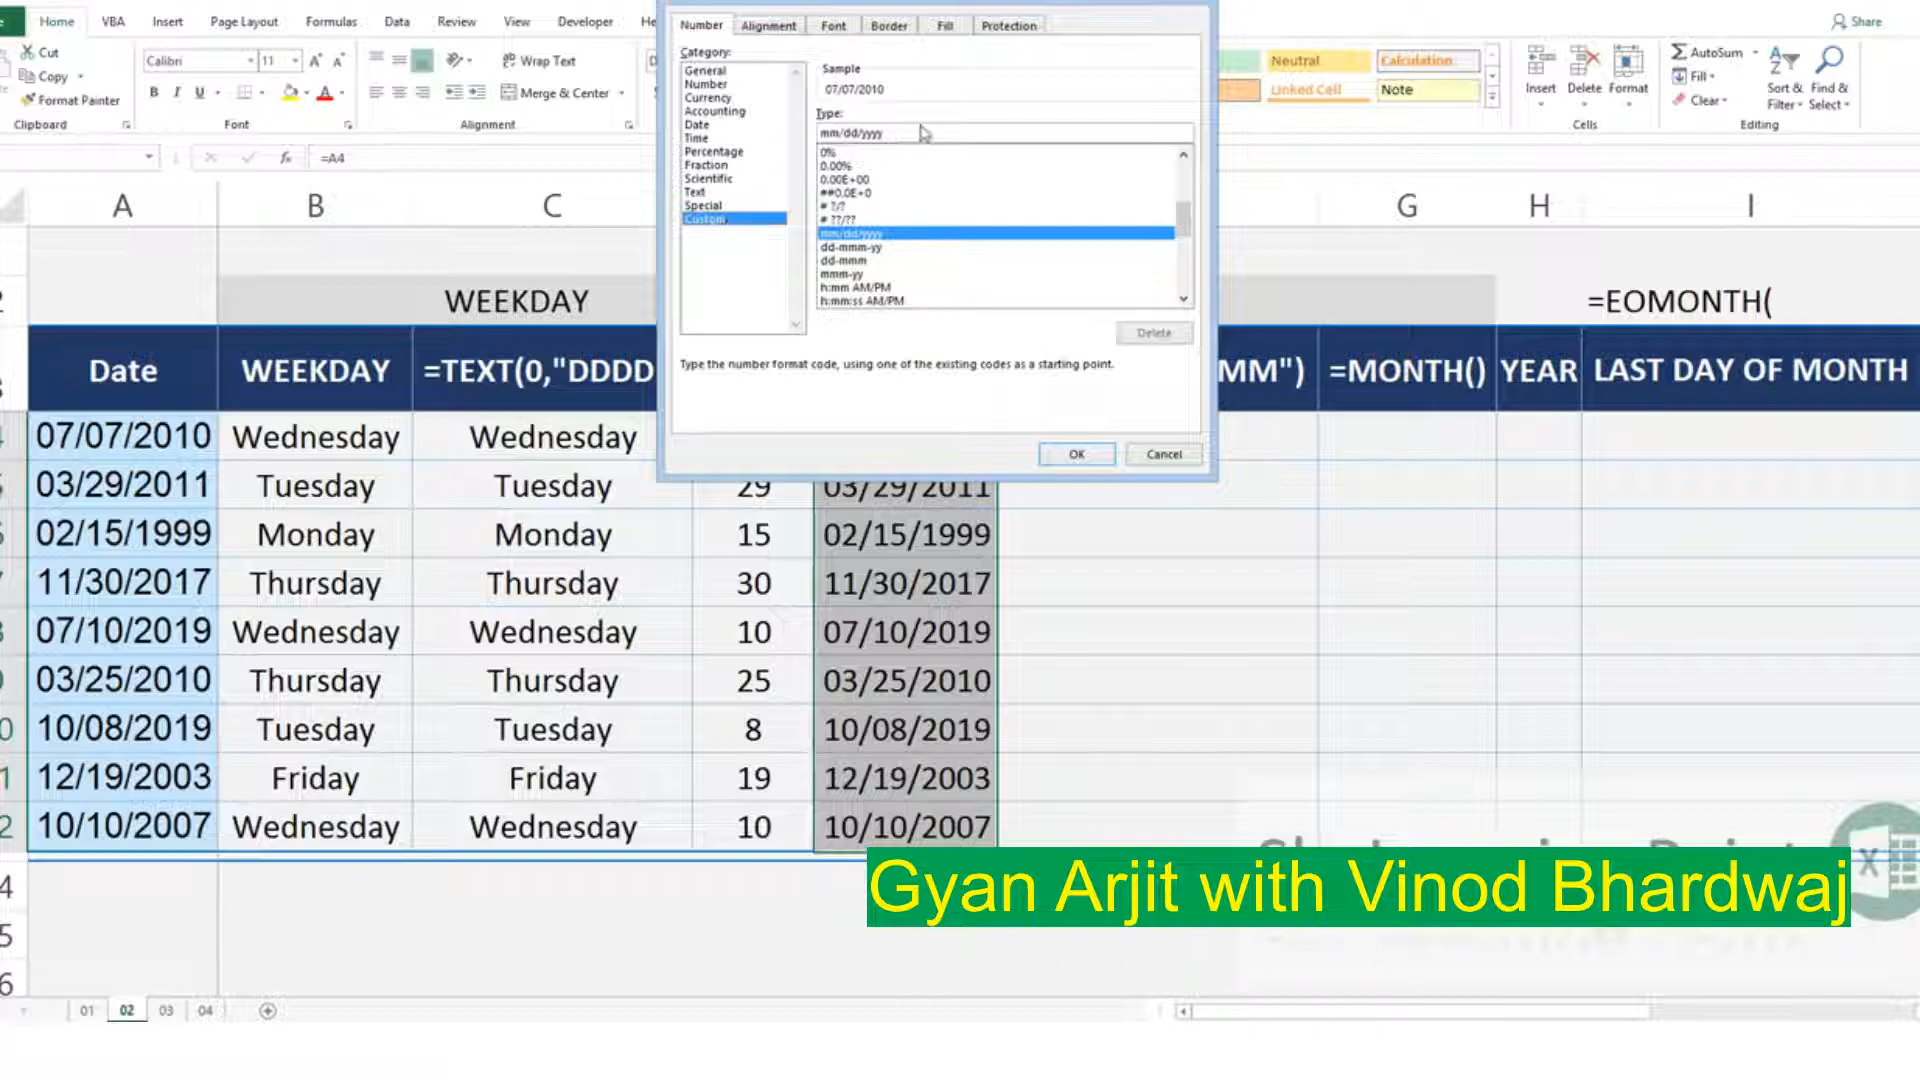 Home VBA Insert Page Layout Formulas Data Review View Developer He Share
Cut
Copy
Format Painter
Clipboard
Calibri 11
B I U
Font
Wrap Text
Merge & Center
Alignment
Neutral Calculation
Linked Cell Note
Insert Delete Format
Cells
AutoSum
Fill
Clear
Sort & Filter
Find & Select
Editing
=A4
Number Alignment Font Border Fill Protection
Category:
General
Number
Currency
Accounting
Date
Time
Percentage
Fraction
Scientific
Text
Special
Custom
Sample
07/07/2010
Type:
mm/dd/yyyy
0%
0.00%
0.00E+00
##0.0E+0
# ?/?
# ??/??
mm/dd/yyyy
dd-mmm-yy
dd-mmm
mmm-yy
h:mm AM/PM
h:mm:ss AM/PM
Delete
Type the number format code, using one of the existing codes as a starting point.
OK Cancel
A B C G H I
WEEKDAY =EOMONTH(
Date WEEKDAY =TEXT(0,"DDDD MM") =MONTH() YEAR LAST DAY OF MONTH
07/07/2010 Wednesday Wednesday
03/29/2011 Tuesday Tuesday 29 03/29/2011
02/15/1999 Monday Monday 15 02/15/1999
11/30/2017 Thursday Thursday 30 11/30/2017
07/10/2019 Wednesday Wednesday 10 07/10/2019
03/25/2010 Thursday Thursday 25 03/25/2010
10/08/2019 Tuesday Tuesday 8 10/08/2019
12/19/2003 Friday Friday 19 12/19/2003
10/10/2007 Wednesday Wednesday 10 10/10/2007
Gyan Arjit with Vinod Bhardwaj
01 02 03 04